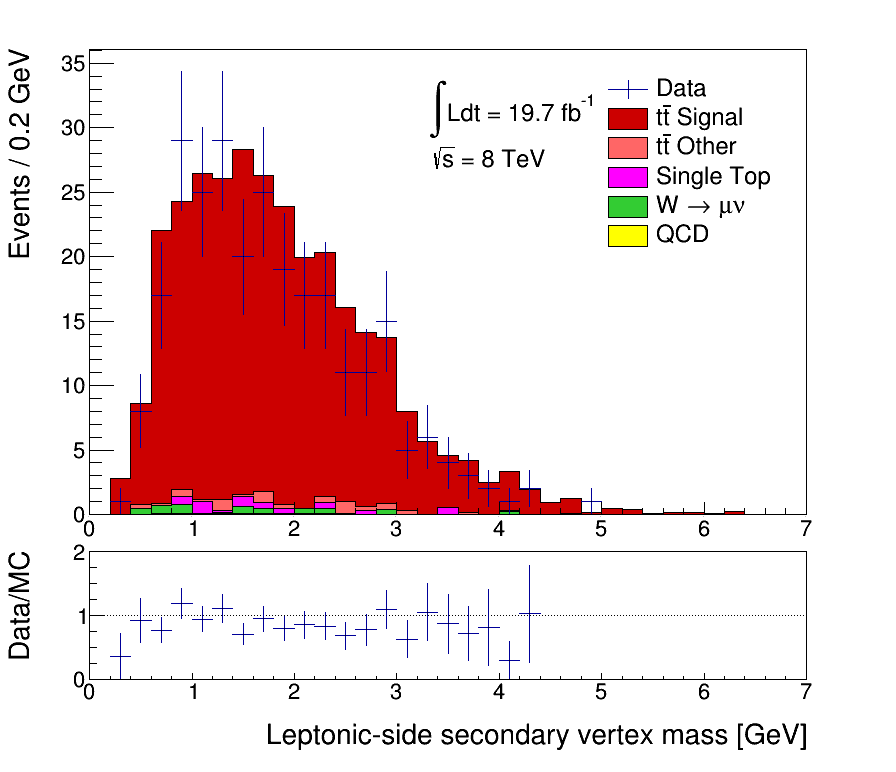 Events / 0.2 GeV
35
30
25
20
15
10
5
0
∫Ldt = 19.7 fb⁻¹
√s = 8 TeV
Data
tt̄ Signal
tt̄ Other
Single Top
W → μν
QCD
0 1 2 3 4 5 6 7
Data/MC
2
1
0
0 1 2 3 4 5 6 7
Leptonic-side secondary vertex mass [GeV]